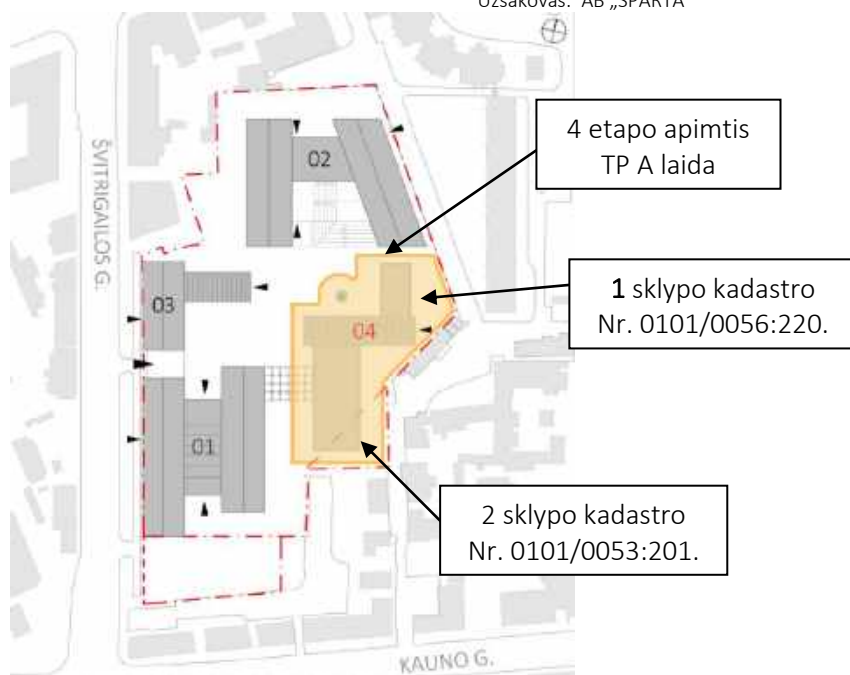 Užsakovas: AB „SPARTA"
4 etapo apimtis
TP A laida
02
ŠVITRIGAILOS G.
1 sklypo kadastro
Nr. 0101/0056:220.
03
04
01
2 sklypo kadastro
Nr. 0101/0053:201.
KAUNO G.